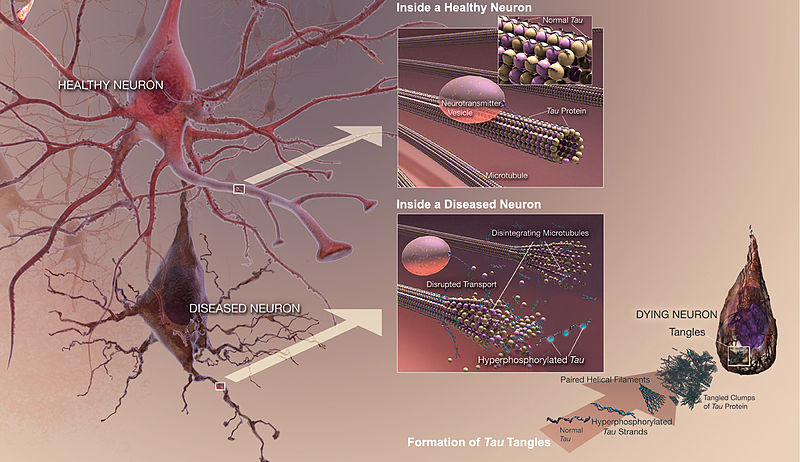 Inside a Healthy Neuron
Normal Tau
HEALTHY NEURON
Neurotransmitter
Vesicle
Tau Protein
Microtubule
Inside a Diseased Neuron
Disintegrating Microtubules
Disrupted Transport
DISEASED NEURON
Hyperphosphorylated Tau
DYING NEURON
Tangles
Paired Helical Filaments
Tangled Clumps
of Tau Protein
Hyperphosphorylated
Tau Strands
Normal
Tau
Formation of Tau Tangles